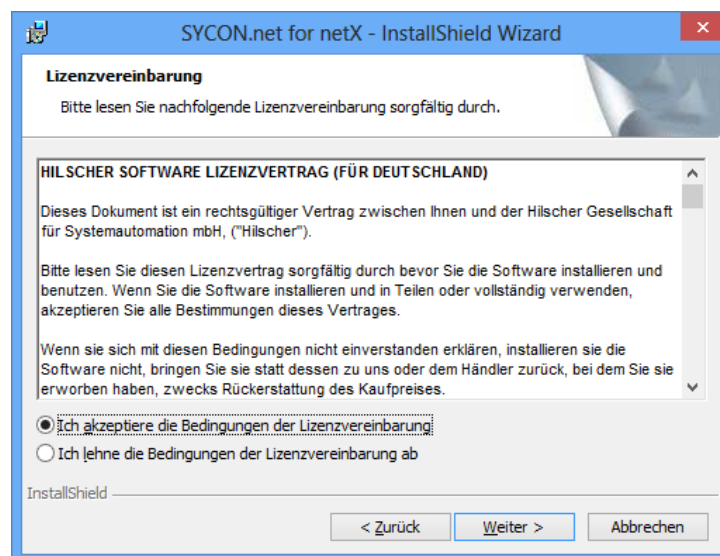 SYCON.net for netX - InstallShield Wizard
Lizenzvereinbarung
Bitte lesen Sie nachfolgende Lizenzvereinbarung sorgfältig durch.
HILSCHER SOFTWARE LIZENZVERTRAG (FÜR DEUTSCHLAND)
Dieses Dokument ist ein rechtsgültiger Vertrag zwischen Ihnen und der Hilscher Gesellschaft
für Systemautomation mbH, ("Hilscher").
Bitte lesen Sie diesen Lizenzvertrag sorgfältig durch bevor Sie die Software installieren und
benutzen. Wenn Sie die Software installieren und in Teilen oder vollständig verwenden,
akzeptieren Sie alle Bestimmungen dieses Vertrages.
Wenn sie sich mit diesen Bedingungen nicht einverstanden erklären, installieren sie die
Software nicht, bringen Sie sie statt dessen zu uns oder dem Händler zurück, bei dem Sie sie
erworben haben, zwecks Rückerstattung des Kaufpreises.
Ich akzeptiere die Bedingungen der Lizenzvereinbarung
Ich lehne die Bedingungen der Lizenzvereinbarung ab
InstallShield
< Zurück
Weiter >
Abbrechen